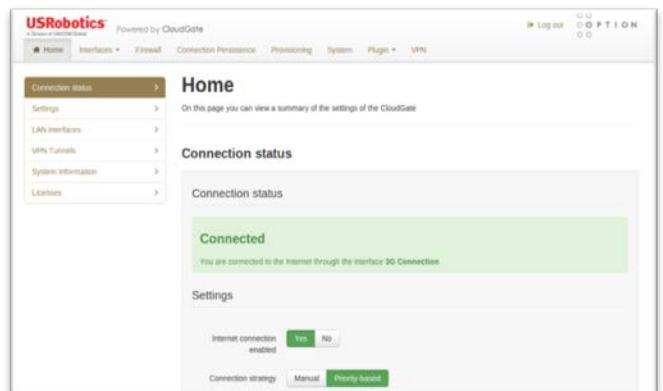 USRobotics
Powered by CloudGate
Log out
OPTION
Home
Interfaces
Firewall
Connection Persistence
Provisioning
System
Plugin
VPN
Connection status
Settings
LAN Interfaces
VPN Tunnels
System Information
Licenses
Home
On this page you can view a summary of the settings of the CloudGate
Connection status
Connection status
Connected
You are connected to the Internet through the interface 3G Connection.
Settings
Internet connection
enabled
Yes
No
Connection strategy
Manual
Priority-based